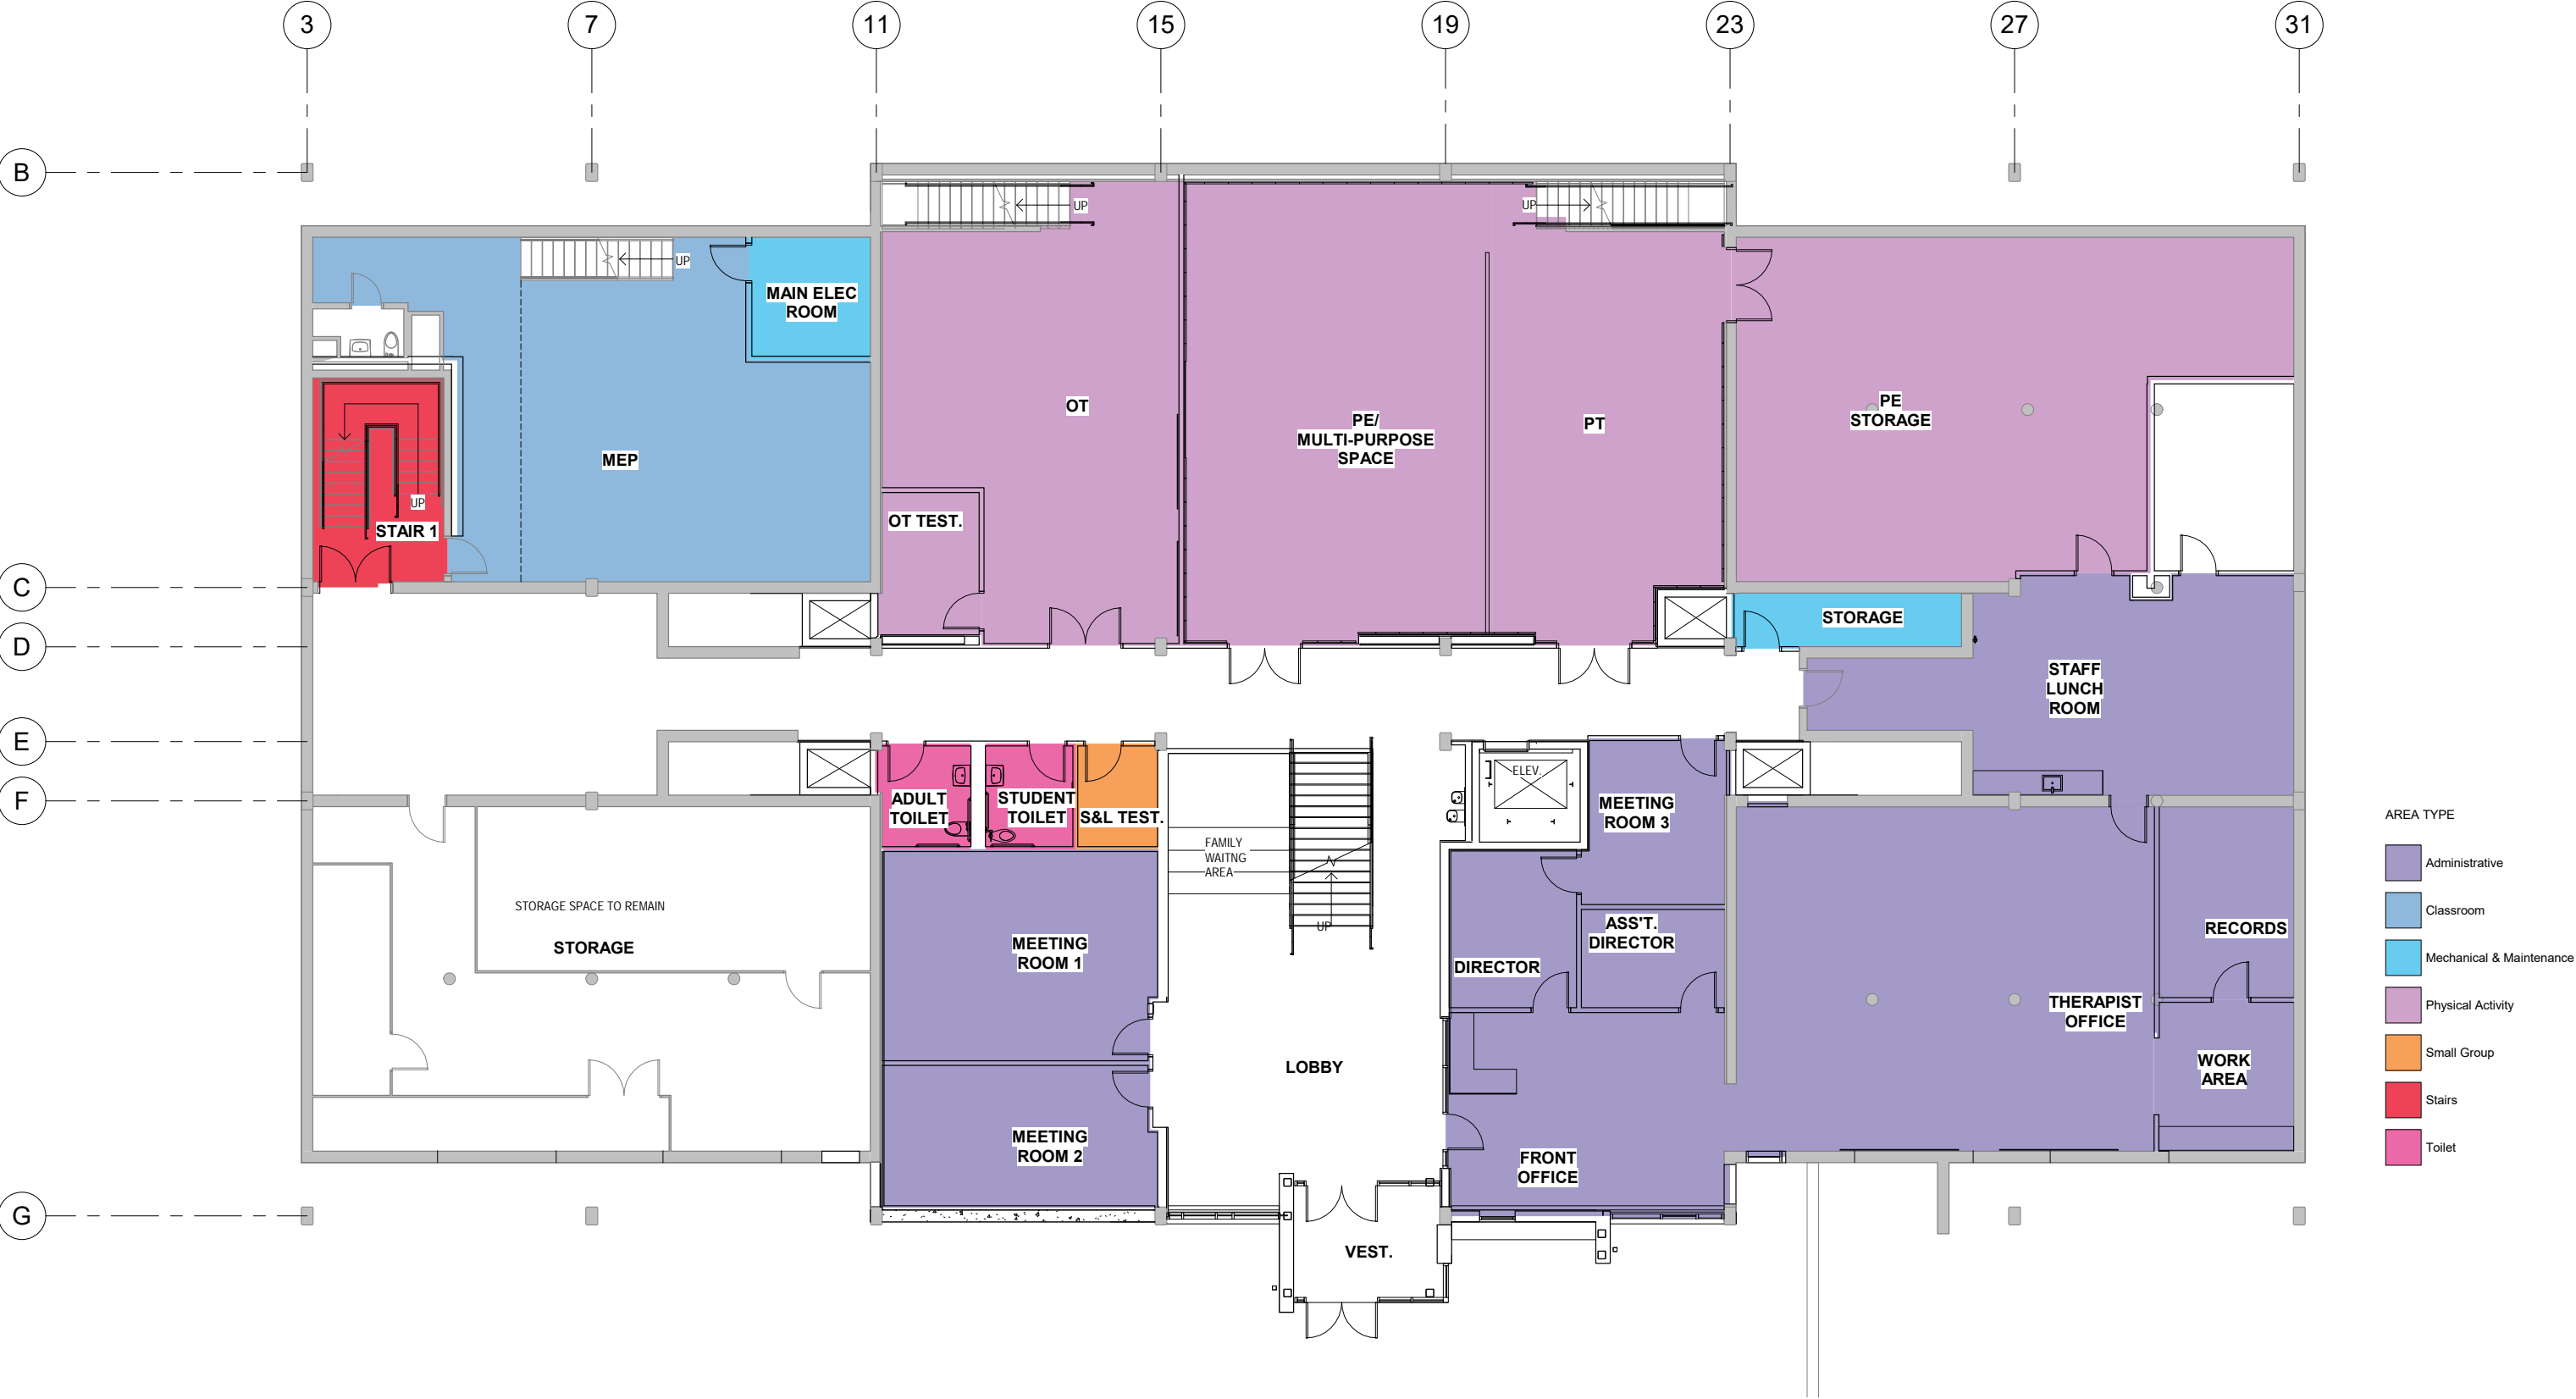 3
7
11
15
19
23
27
31
B
C
D
E
F
G
UP
UP
UP
MAIN ELEC
ROOM
OT
PE/
MULTI-PURPOSE
SPACE
PT
PE
STORAGE
MEP
UP
STAIR 1
OT TEST.
STORAGE
STAFF
LUNCH
ROOM
ADULT
TOILET
STUDENT
TOILET
S&L TEST.
FAMILY
WAITNG
AREA
UP
ELEV.
MEETING
ROOM 3
STORAGE SPACE TO REMAIN
STORAGE
MEETING
ROOM 1
DIRECTOR
ASS'T.
DIRECTOR
RECORDS
THERAPIST
OFFICE
WORK
AREA
LOBBY
MEETING
ROOM 2
FRONT
OFFICE
VEST.
AREA TYPE
Administrative
Classroom
Mechanical & Maintenance
Physical Activity
Small Group
Stairs
Toilet